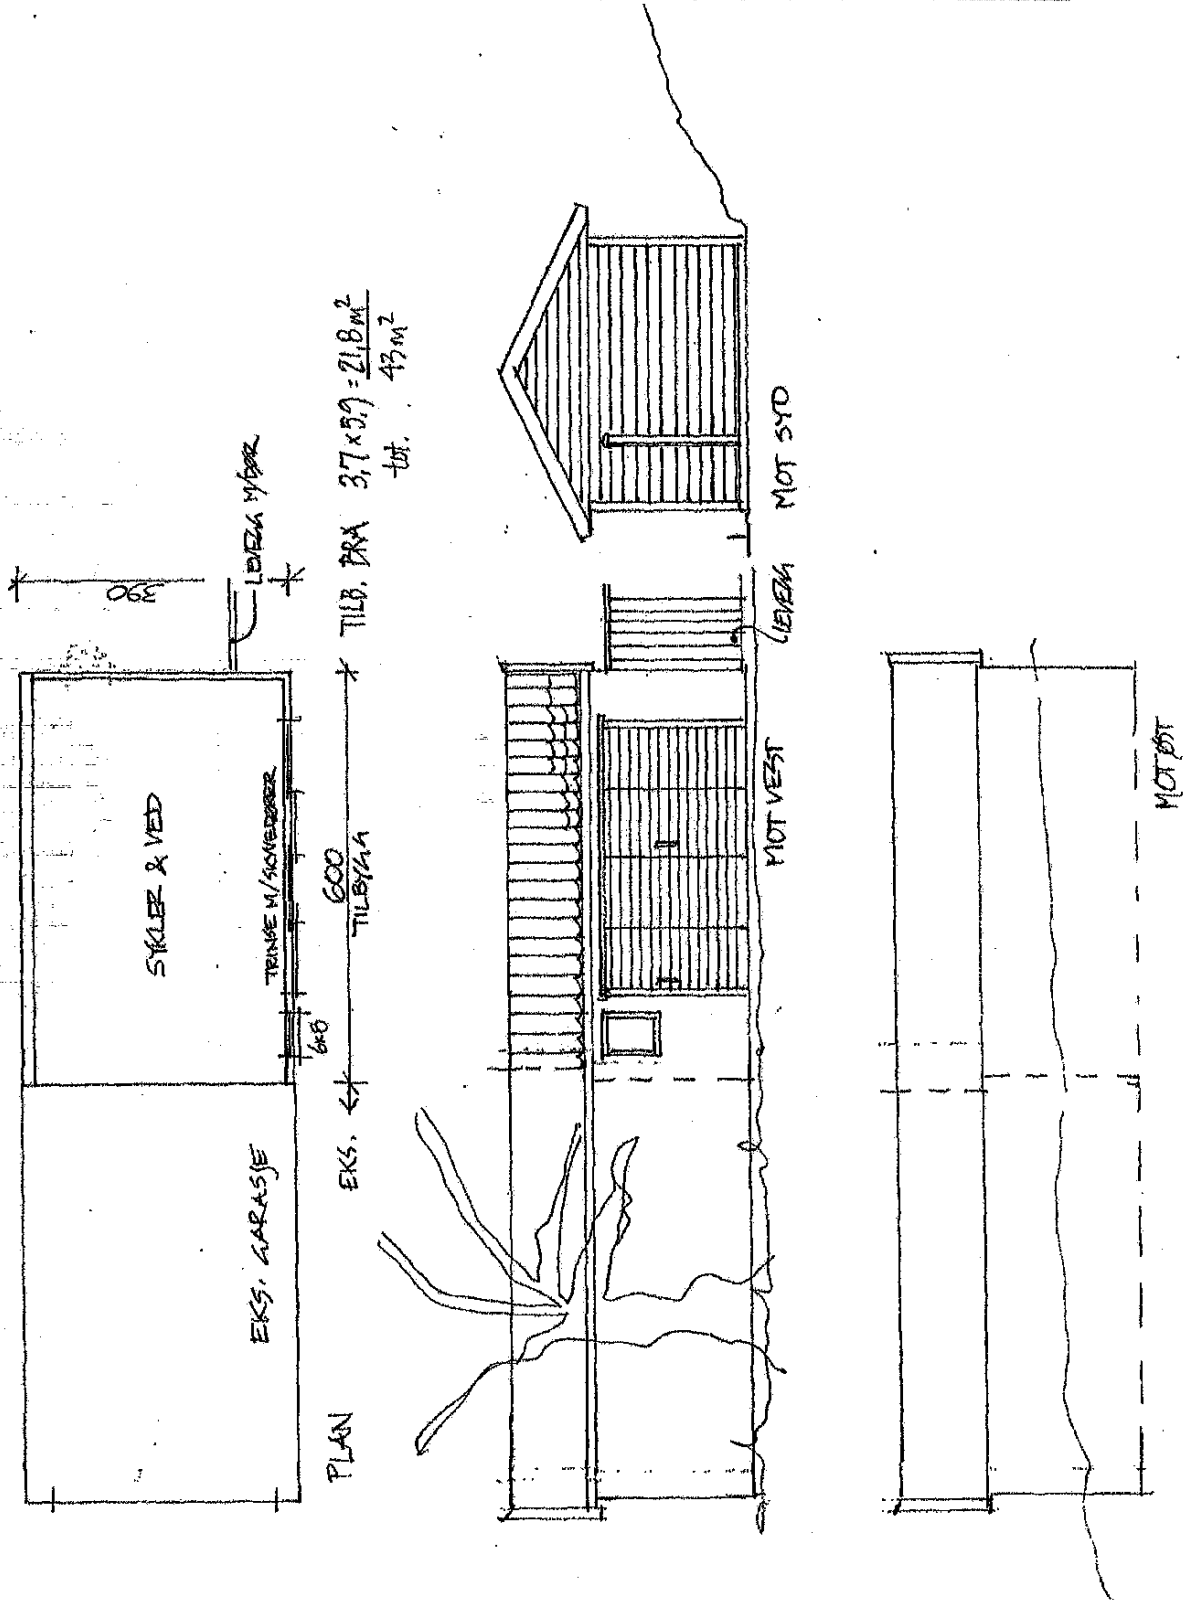 SYKLER & VED
TRINSE M/SKYVEDØRER
6x8
EKS. GARASJE
LEVEGG M/DØR
390
EKS.
600
TILBYGG
PLAN
TILB. BRA 3,7 x 5,9 = 21,8 m²
tot. 43 m²
LEVEGG
MOT VEST
MOT SYD
MOT ØST